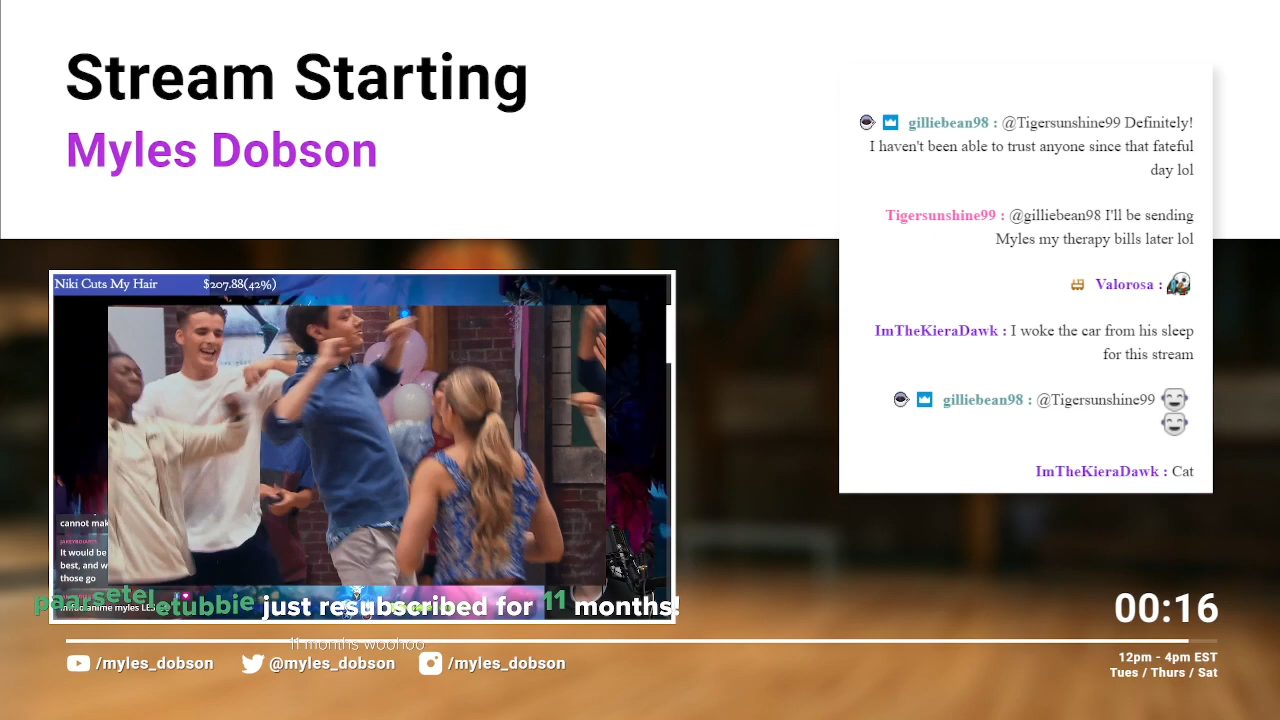 Stream Starting
Myles Dobson
gilliebean98 : @Tigersunshine99 Definitely!
I haven't been able to trust anyone since that fateful
day lol
Tigersunshine99 : @gilliebean98 I'll be sending
Myles my therapy bills later lol
Valorosa :
ImTheKieraDawk : I woke the car from his sleep
for this stream
gilliebean98 : @Tigersunshine99
ImTheKieraDawk : Cat
Niki Cuts My Hair $207.88(42%)
cannot mak
It would be
best, and w
those go
just resubscribed for 11 months!
11 months woohoo
/myles_dobson @myles_dobson /myles_dobson
00:16
12pm - 4pm EST
Tues / Thurs / Sat